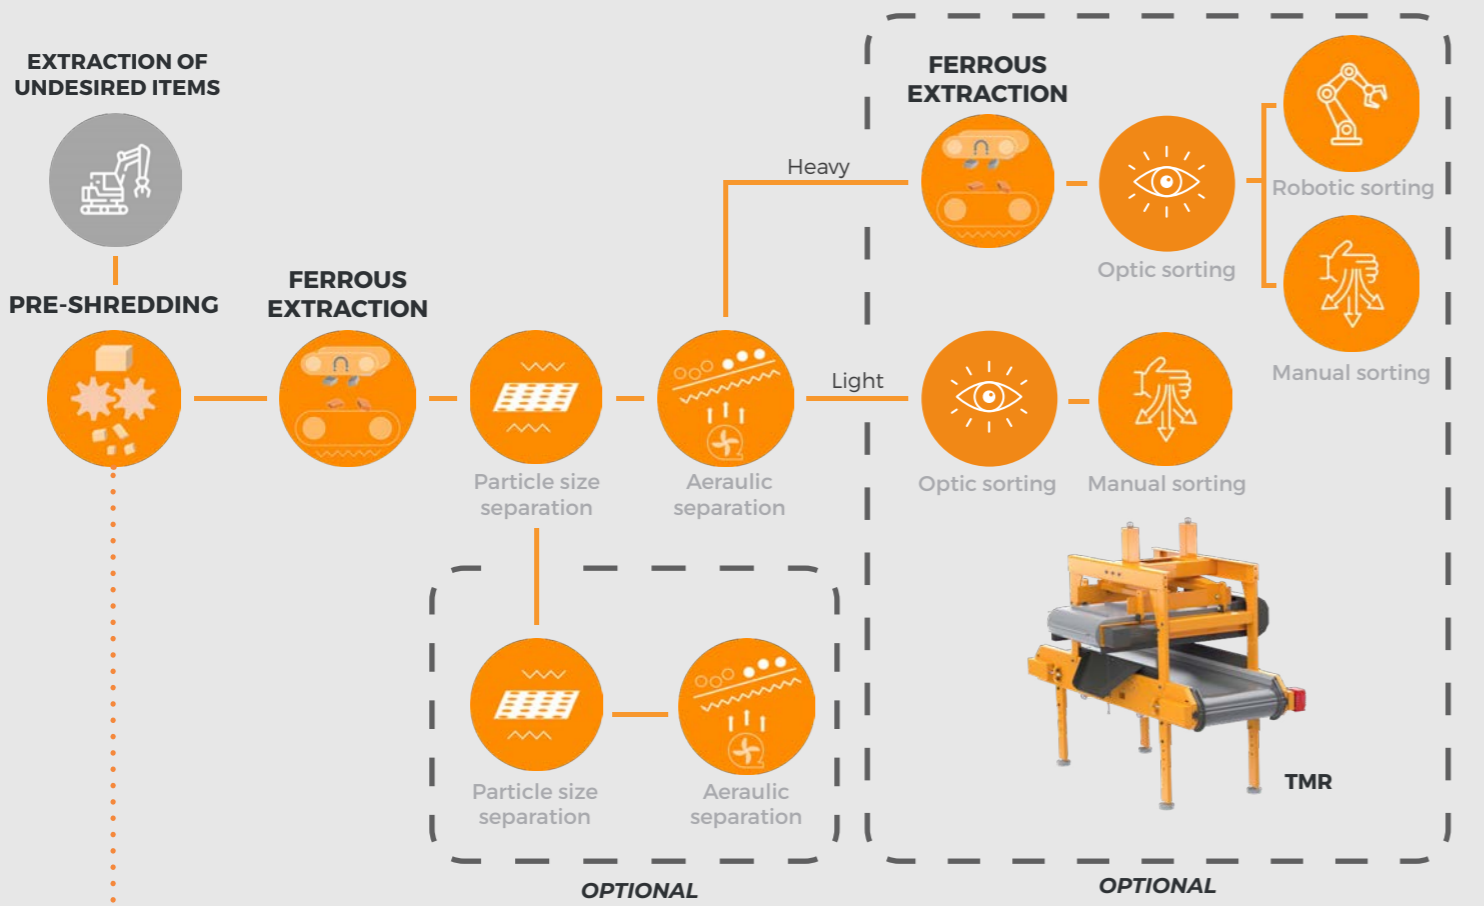 EXTRACTION OF
UNDESIRED ITEMS
PRE-SHREDDING
FERROUS
EXTRACTION
Particle size
separation
Aeraulic
separation
Heavy
Light
FERROUS
EXTRACTION
Optic sorting
Robotic sorting
Manual sorting
Optic sorting
Manual sorting
TMR
OPTIONAL
Particle size
separation
Aeraulic
separation
OPTIONAL